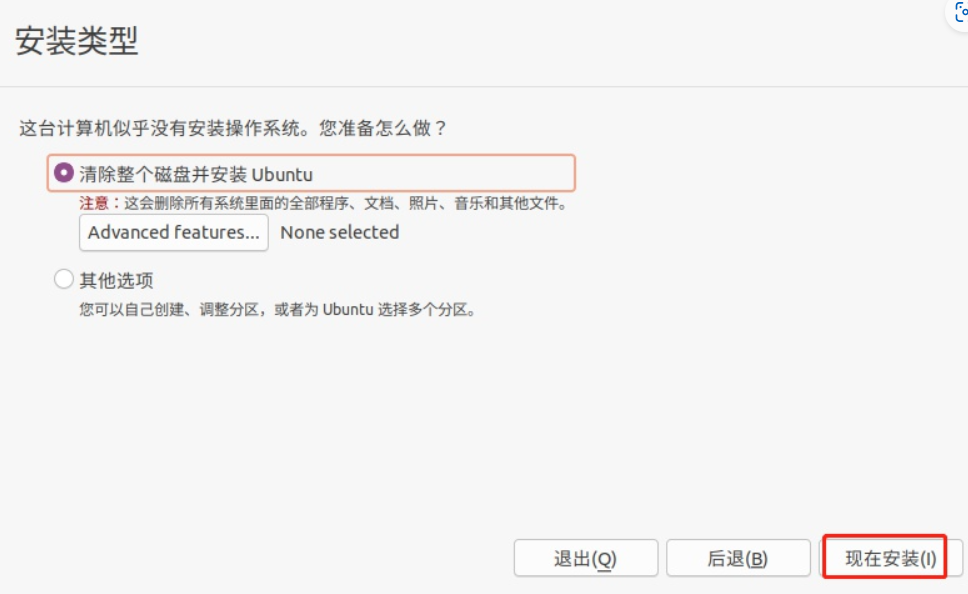 安装类型
这台计算机似乎没有安装操作系统。您准备怎么做？
清除整个磁盘并安装 Ubuntu
注意：这会删除所有系统里面的全部程序、文档、照片、音乐和其他文件。
Advanced features... None selected
其他选项
您可以自己创建、调整分区，或者为 Ubuntu 选择多个分区。
退出(Q) 后退(B) 现在安装(I)